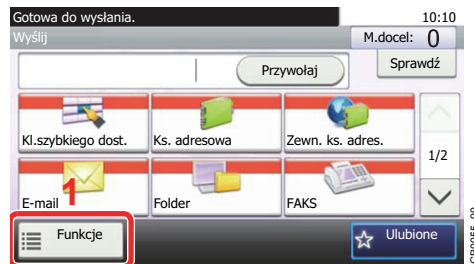 Gotowa do wysłania.
10:10
Wyślij
M.docel: 0
Przywołaj
Sprawdź
Kl.szybkiego dost.
Ks. adresowa
Zewn. ks. adres.
1/2
E-mail
Folder
FAKS
1
Funkcje
Ulubione